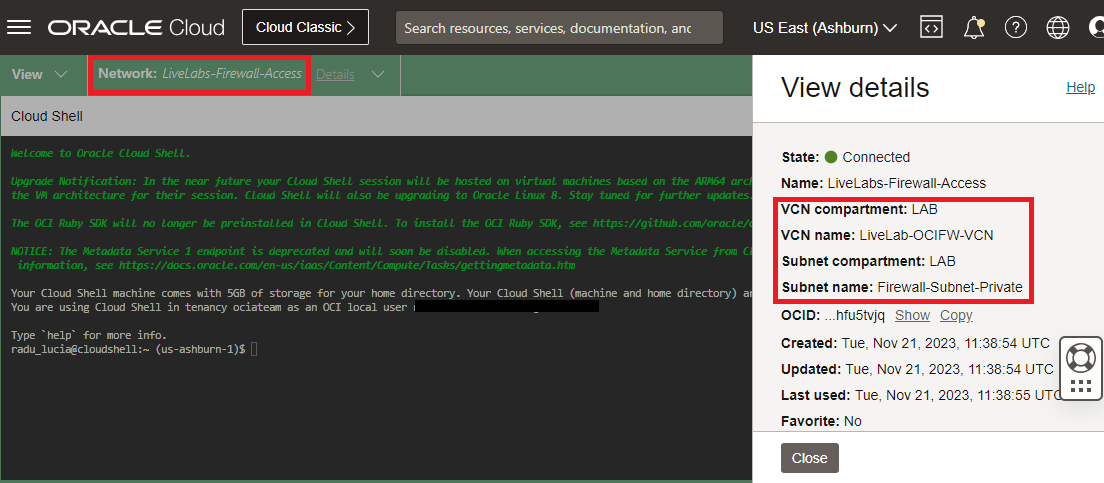 ORACLE Cloud
Cloud Classic >
Search resources, services, documentation, anc
US East (Ashburn)
View
Network: LiveLabs-Firewall-Access
Details
Cloud Shell
Welcome to Oracle Cloud Shell.
Upgrade Notification: In the near future your Cloud Shell session will be hosted on virtual machines based on the ARM64 arc
the VM architecture for their session. Cloud Shell will also be upgrading to Oracle Linux 8. Stay tuned for further updates.
The OCI Ruby SDK will no longer be preinstalled in Cloud Shell. To install the OCI Ruby SDK, see https://github.com/oracle/
NOTICE: The Metadata Service 1 endpoint is deprecated and will soon be disabled. When accessing the Metadata Service from C
information, see https://docs.oracle.com/en-us/iaas/Content/Compute/Tasks/gettingmetadata.htm
Your Cloud Shell machine comes with 5GB of storage for your home directory. Your Cloud Shell (machine and home directory) a
You are using Cloud Shell in tenancy ociateam as an OCI local user
Type `help` for more info.
radu_lucia@cloudshell:~ (us-ashburn-1)$
View details
Help
State: Connected
Name: LiveLabs-Firewall-Access
VCN compartment: LAB
VCN name: LiveLab-OCIFW-VCN
Subnet compartment: LAB
Subnet name: Firewall-Subnet-Private
OCID: ...hfu5tvjq Show Copy
Created: Tue, Nov 21, 2023, 11:38:54 UTC
Updated: Tue, Nov 21, 2023, 11:38:54 UTC
Last used: Tue, Nov 21, 2023, 11:38:55 UTC
Favorite: No
Close